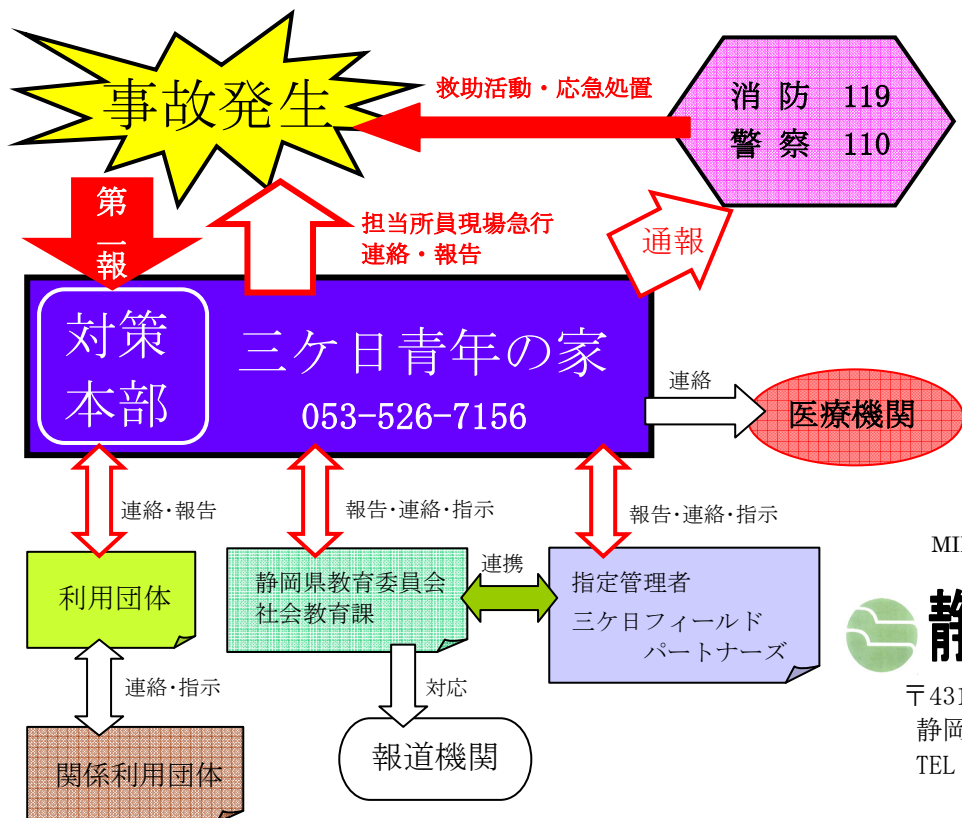 事故発生
救助活動・応急処置
消 防 119
警 察 110
第一報
担当所員現場急行
連絡・報告
通報
対策
本部
三ケ日青年の家
053-526-7156
連絡
医療機関
連絡・報告
報告・連絡・指示
報告・連絡・指示
利用団体
静岡県教育委員会
社会教育課
連携
指定管理者
三ケ日フィールド
パートナーズ
連絡・指示
対応
関係利用団体
報道機関
静
〒431
静岡
TEL